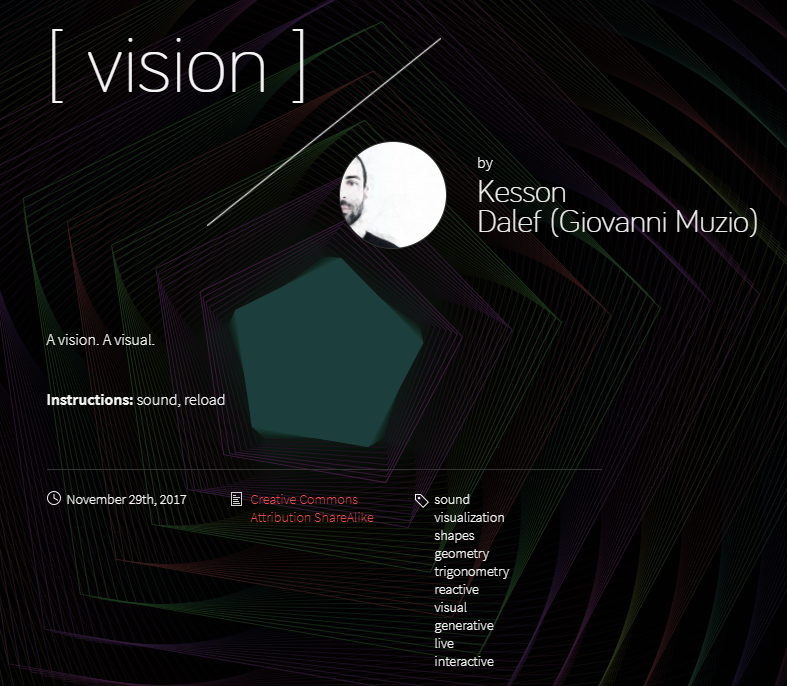 [ vision ]
by
Kesson
Dalef (Giovanni Muzio)
A vision. A visual.
Instructions: sound, reload
November 29th, 2017
Creative Commons
Attribution ShareAlike
sound
visualization
shapes
geometry
trigonometry
reactive
visual
generative
live
interactive